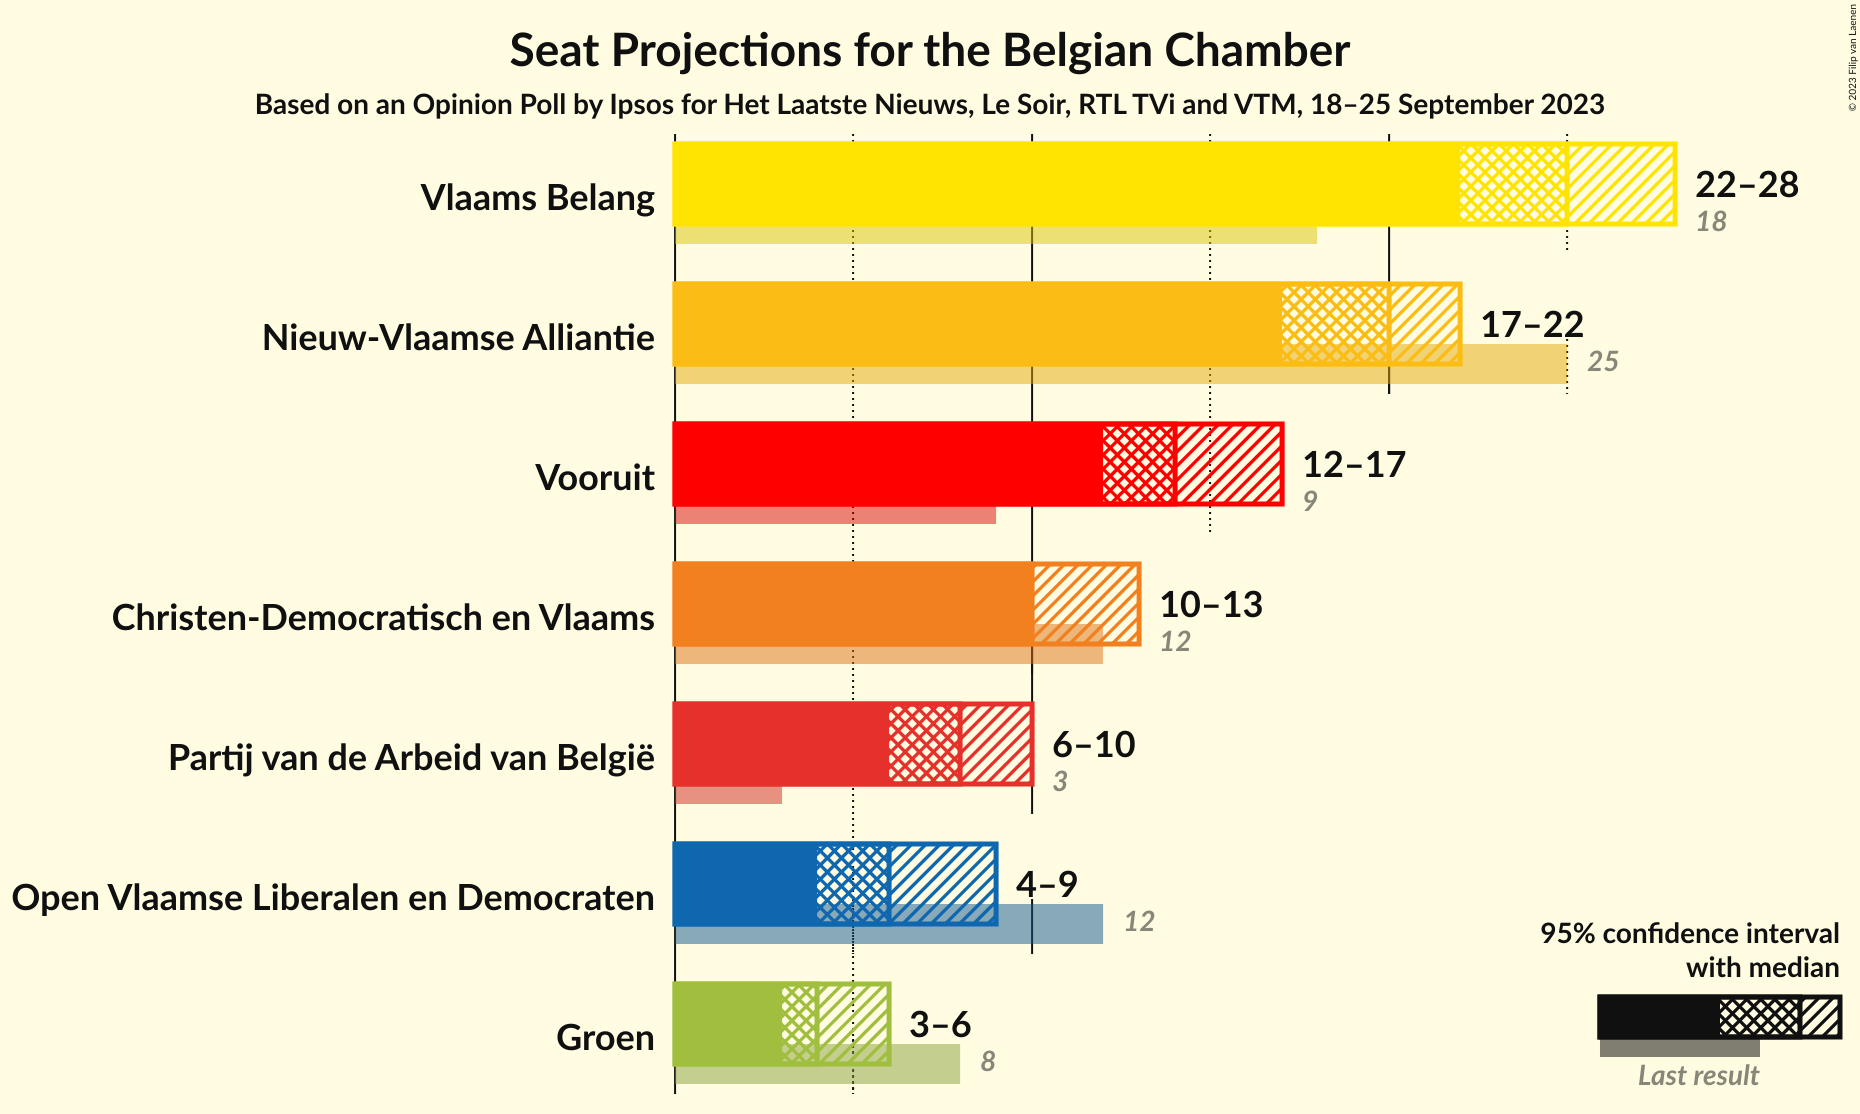 Seat Projections for the Belgian Chamber
Based on an Opinion Poll by Ipsos for Het Laatste Nieuws, Le Soir, RTL TVi and VTM, 18–25 September 2023
© 2023 Filip van Laenen
Vlaams Belang
22–28
18
Nieuw-Vlaamse Alliantie
17–22
25
Vooruit
12–17
9
Christen-Democratisch en Vlaams
10–13
12
Partij van de Arbeid van België
6–10
3
Open Vlaamse Liberalen en Democraten
4–9
12
Groen
3–6
8
95% confidence interval
with median
Last result